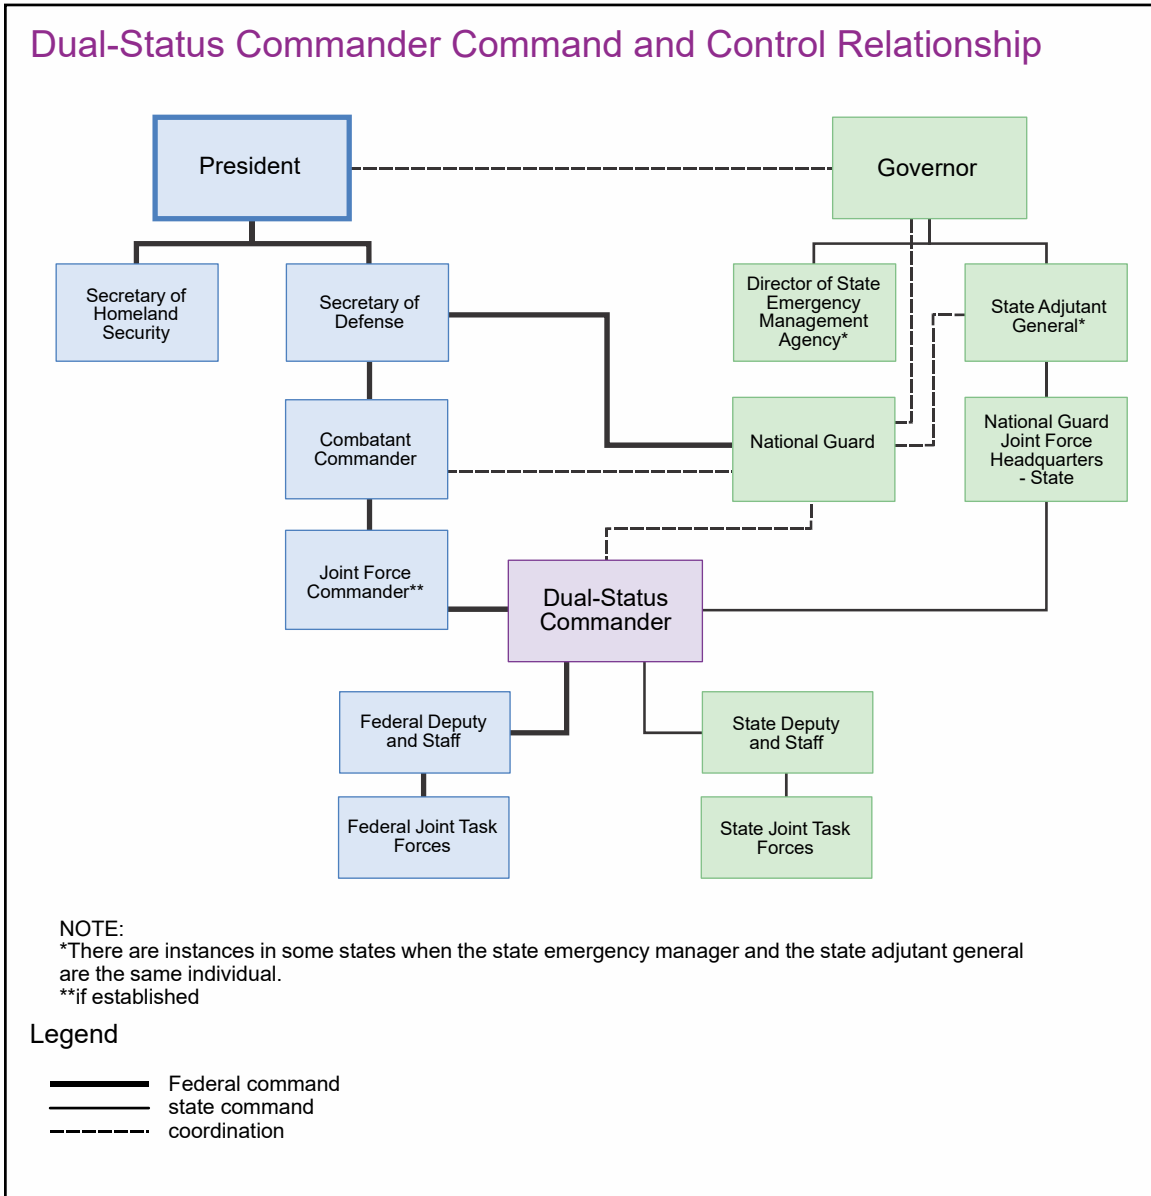 Dual-Status Commander Command and Control Relationship
President
Governor
Secretary of
Homeland
Security
Secretary of
Defense
Director of State
Emergency
Management
Agency*
State Adjutant
General*
Combatant
Commander
National Guard
National Guard
Joint Force
Headquarters
- State
Joint Force
Commander**
Dual-Status
Commander
Federal Deputy
and Staff
State Deputy
and Staff
Federal Joint Task
Forces
State Joint Task
Forces
NOTE:
*There are instances in some states when the state emergency manager and the state adjutant general
are the same individual.
**if established
Legend
Federal command
state command
coordination